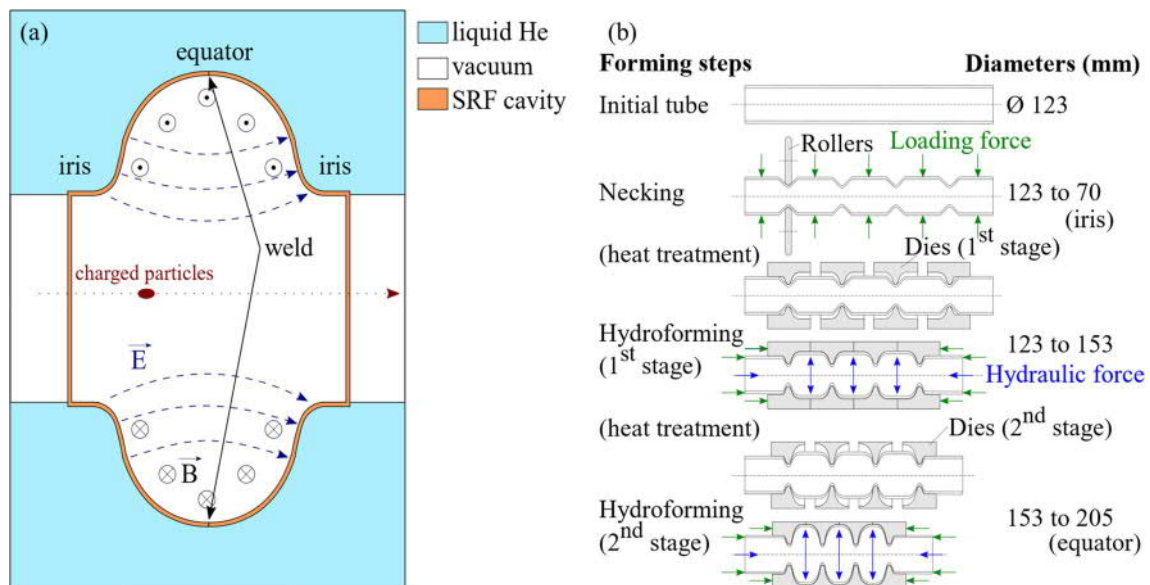 (a)
equator
iris
iris
weld
charged particles
E
B
liquid He
vacuum
SRF cavity
(b)
Forming steps
Diameters (mm)
Initial tube
Ø 123
Rollers
Loading force
Necking
123 to 70
(iris)
(heat treatment)
Dies (1st stage)
Hydroforming
(1st stage)
123 to 153
Hydraulic force
(heat treatment)
Dies (2nd stage)
Hydroforming
(2nd stage)
153 to 205
(equator)